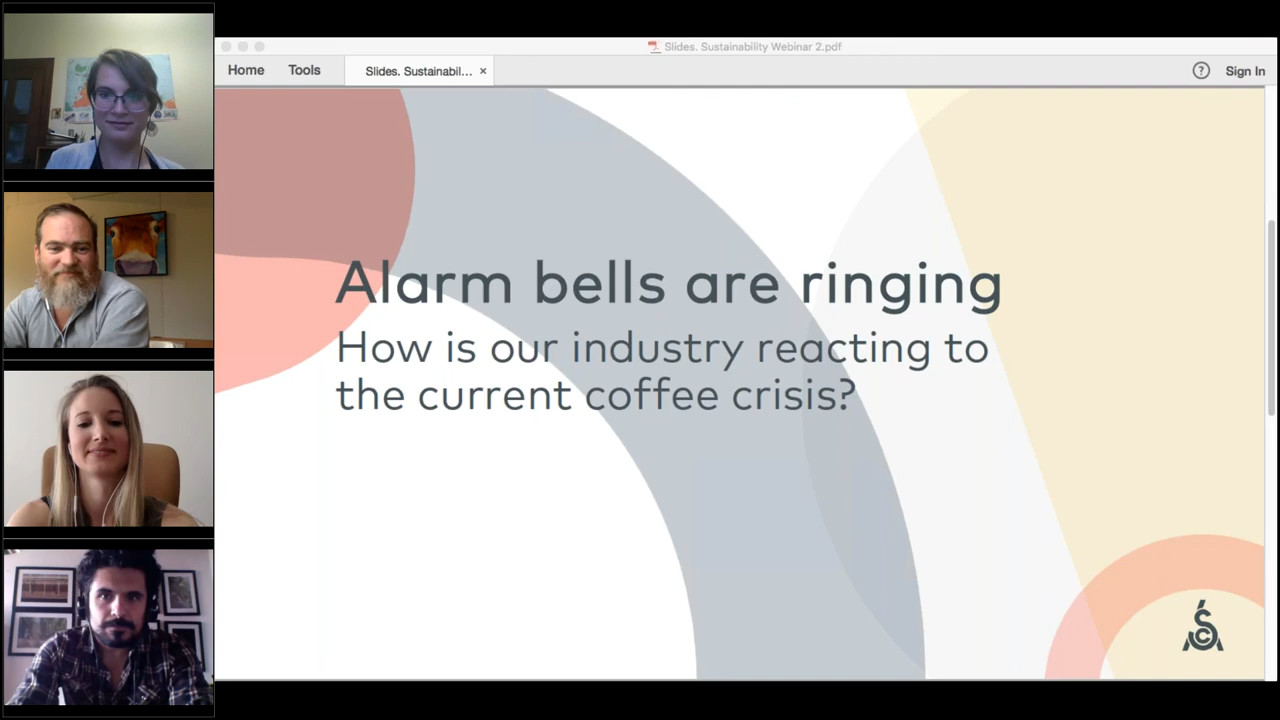 Slides. Sustainability Webinar 2.pdf
Home Tools Slides. Sustainabil... × ? Sign In
Alarm bells are ringing
How is our industry reacting to
the current coffee crisis?